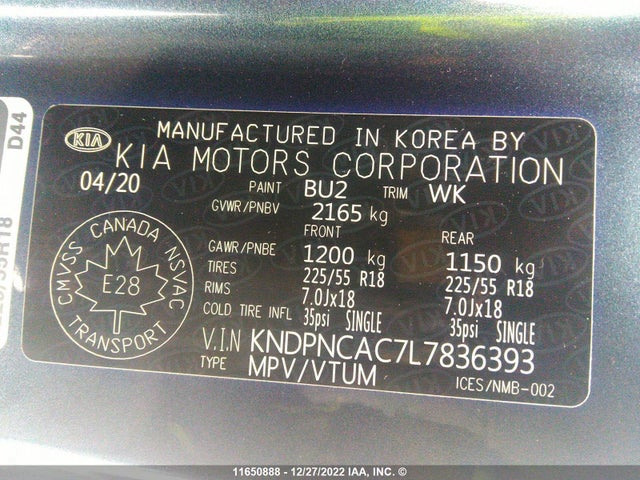 D44
KIA
MANUFACTURED IN KOREA BY
KIA MOTORS CORPORATION
04/20
PAINT BU2 TRIM WK
GVWR/PNBV 2165 kg
FRONT REAR
GAWR/PNBE 1200 kg 1150 kg
TIRES 225/55 R18 225/55 R18
RIMS 7.0Jx18 7.0Jx18
COLD TIRE INFL 35psi SINGLE 35psi SINGLE
CMVSS CANADA NSVAC
E28
TRANSPORT
V.I.N KNDPNCAC7L7836393
TYPE MPV/VTUM
ICES/NMB-002
11650888 - 12/27/2022 IAA, INC. ©